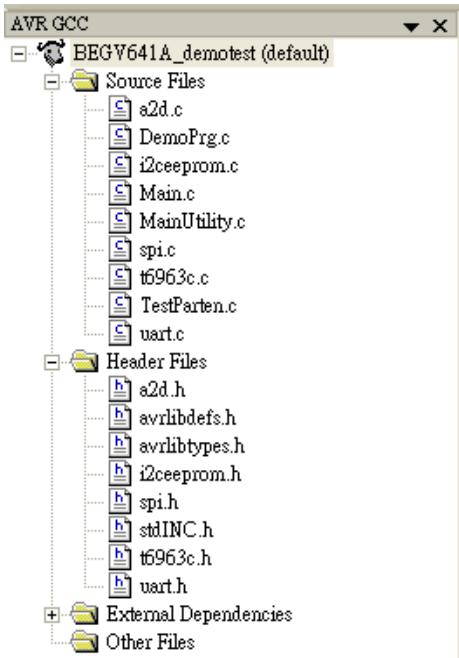 AVR GCC
BEGV641A_demotest (default)
Source Files
a2d.c
DemoPrg.c
i2ceeprom.c
Main.c
MainUtility.c
spi.c
t6963c.c
TestParten.c
uart.c
Header Files
a2d.h
avrlibdefs.h
avrlibtypes.h
i2ceeprom.h
spi.h
stdINC.h
t6963c.h
uart.h
External Dependencies
Other Files